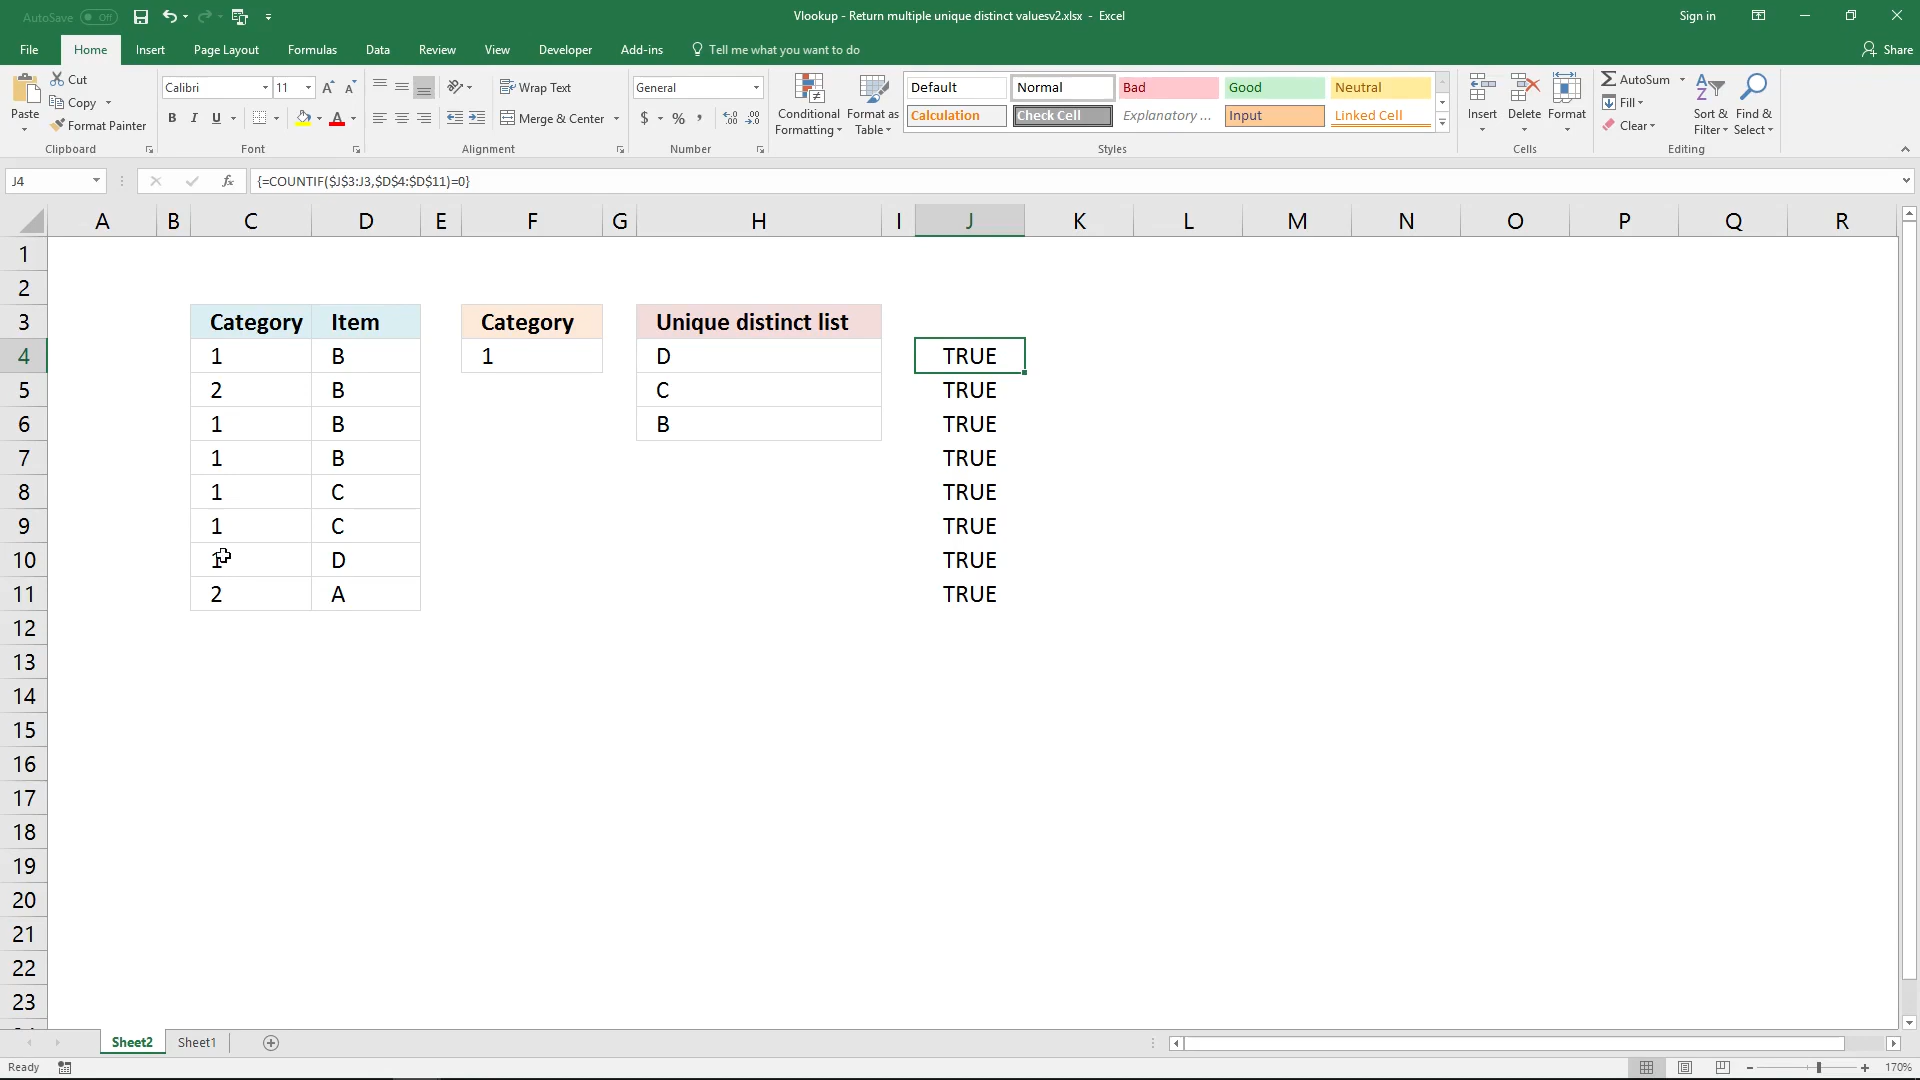 AutoSave Off Vlookup - Return multiple unique distinct valuesv2.xlsx - Excel Sign in
File Home Insert Page Layout Formulas Data Review View Developer Add-ins Tell me what you want to do Share
Paste Cut Copy Format Painter Clipboard
Calibri 11 B I U Font
Wrap Text Merge & Center Alignment
General $ % , Number
Conditional Formatting Format as Table
Default Normal Bad Good Neutral
Calculation Check Cell Explanatory ... Input Linked Cell
Styles
Insert Delete Format Cells
AutoSum Fill Clear Sort & Filter Find & Select Editing
J4 fx {=COUNTIF($J$3:J3,$D$4:$D$11)=0}
A B C D E F G H I J K L M N O P Q R
1
2
3 Category Item Category Unique distinct list
4 1 B 1 D TRUE
5 2 B C TRUE
6 1 B B TRUE
7 1 B TRUE
8 1 C TRUE
9 1 C TRUE
10 1 D TRUE
11 2 A TRUE
12
13
14
15
16
17
18
19
20
21
22
23
Sheet2 Sheet1
Ready 170%